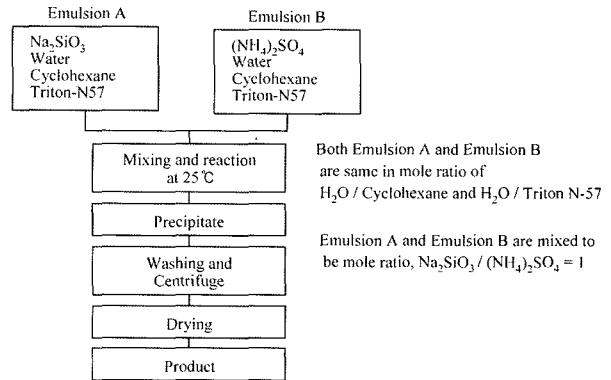 Emulsion A
Emulsion B
Na₂SiO₃
Water
Cyclohexane
Triton-N57
(NH₄)₂SO₄
Water
Cyclohexane
Triton-N57
Mixing and reaction
at 25℃
Both Emulsion A and Emulsion B
are same in mole ratio of
H₂O / Cyclohexane and H₂O / Triton N-57
Precipitate
Washing and
Centrifuge
Emulsion A and Emulsion B are mixed to
be mole ratio, Na₂SiO₃ / (NH₄)₂SO₄ = 1
Drying
Product